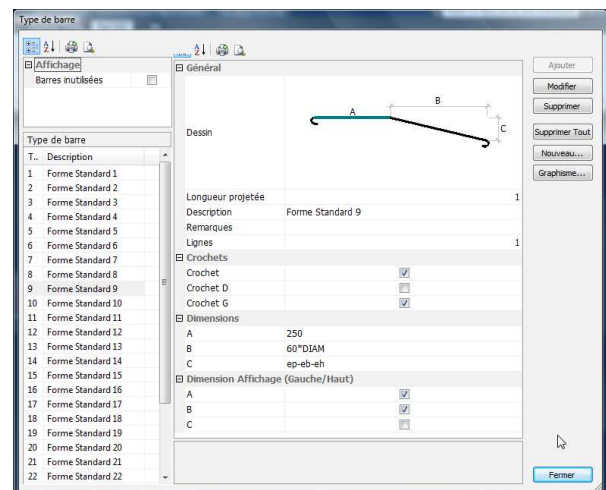 Type de barre
Affichage
Barres inutilisées
Type de barre
T.. Description
1 Forme Standard 1
2 Forme Standard 2
3 Forme Standard 3
4 Forme Standard 4
5 Forme Standard 5
6 Forme Standard 6
7 Forme Standard 7
8 Forme Standard 8
9 Forme Standard 9
10 Forme Standard 10
11 Forme Standard 11
12 Forme Standard 12
13 Forme Standard 13
14 Forme Standard 14
15 Forme Standard 15
16 Forme Standard 16
17 Forme Standard 17
18 Forme Standard 18
19 Forme Standard 19
20 Forme Standard 20
21 Forme Standard 21
22 Forme Standard 22
Général
Dessin
A
B
C
Longueur projetée 1
Description Forme Standard 9
Remarques
Lignes 1
Crochets
Crochet
Crochet D
Crochet G
Dimensions
A 250
B 60*DIAM
C ep-eb-eh
Dimension Affichage (Gauche/Haut)
A
B
C
Ajouter
Modifier
Supprimer
Supprimer Tout
Nouveau...
Graphisme...
Fermer